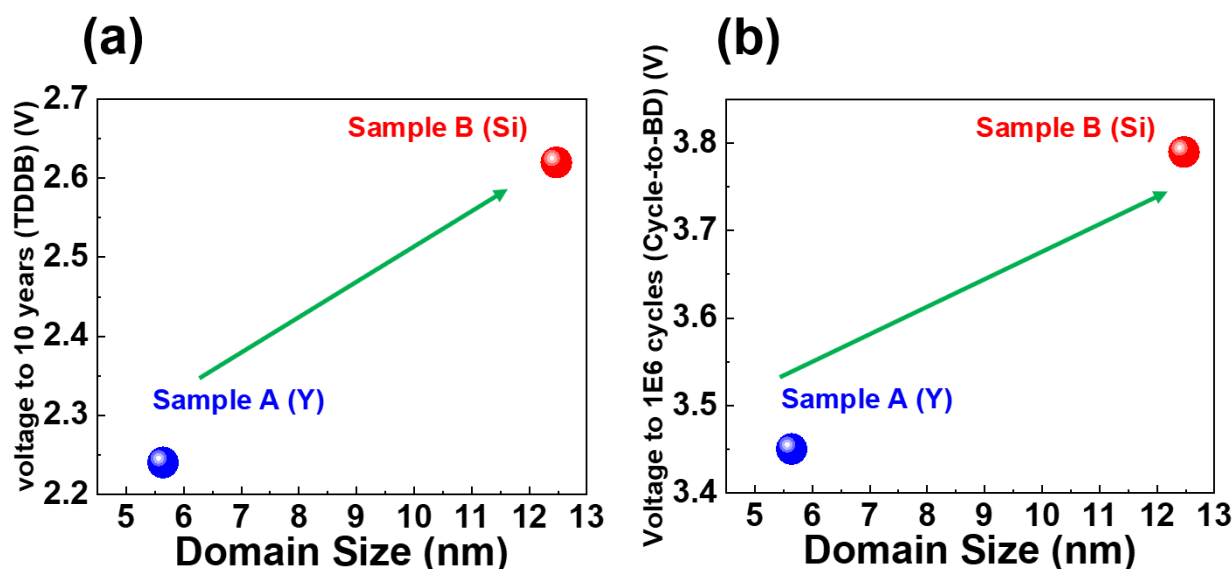 (a)
voltage to 10 years (TDDB) (V)
2.7
2.6
2.5
2.4
2.3
2.2
Sample B (Si)
Sample A (Y)
5 6 7 8 9 10 11 12 13
Domain Size (nm)
(b)
Voltage to 1E6 cycles (Cycle-to-BD) (V)
3.8
3.7
3.6
3.5
3.4
Sample B (Si)
Sample A (Y)
5 6 7 8 9 10 11 12 13
Domain Size (nm)